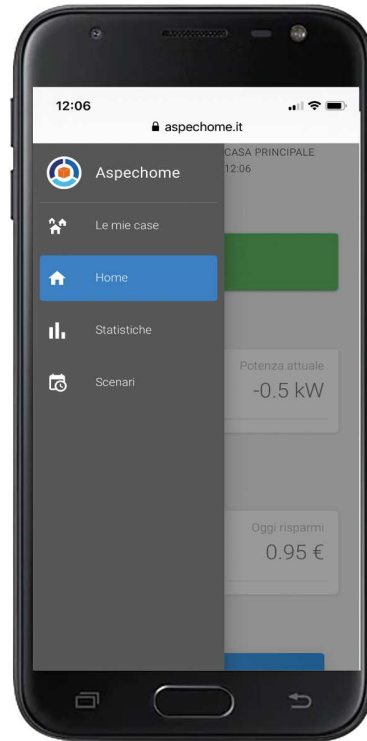 12:06
aspechome.it
Aspechome
CASA PRINCIPALE
12:06
Le mie case
Home
Statistiche
Scenari
Potenza attuale
-0.5 kW
Oggi risparmi
0.95 €